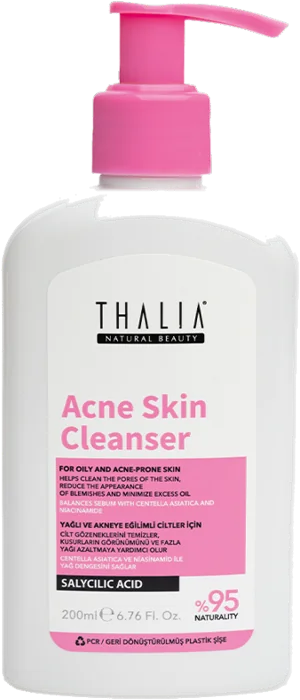 THALIA®
NATURAL BEAUTY
Acne Skin
Cleanser
FOR OILY AND ACNE-PRONE SKIN
HELPS CLEAN THE PORES OF THE SKIN,
REDUCE THE APPEARANCE
OF BLEMISHES AND MINIMIZE EXCESS OIL.
BALANCES SEBUM WITH CENTELLA ASIATICA AND
NIACINAMIDE
YAĞLI VE AKNEYE EĞİLİMLİ CİLTLER İÇİN
CİLT GÖZENEKLERİNİ TEMİZLER,
KUSURLARIN GÖRÜNÜMÜNÜ VE FAZLA
YAĞI AZALTMAYA YARDIMCI OLUR
CENTELLA ASIATICA VE NİASİNAMİD İLE
YAĞ DENGESİNİ SAĞLAR
SALYCILIC ACID
200ml ℮ 6.76 Fl. Oz.
%95
NATURALITY
PCR / GERİ DÖNÜŞTÜRÜLMÜŞ PLASTİK ŞİŞE